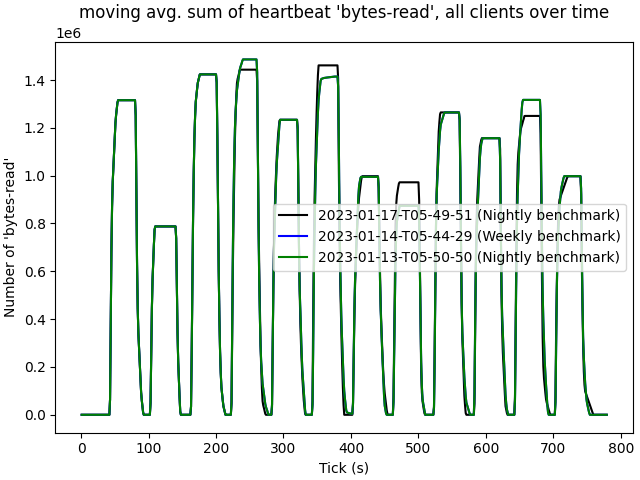 moving avg. sum of heartbeat 'bytes-read', all clients over time
1e6
1.4
1.2
1.0
0.8
0.6
0.4
0.2
0.0
Number of 'bytes-read'
2023-01-17-T05-49-51 (Nightly benchmark)
2023-01-14-T05-44-29 (Weekly benchmark)
2023-01-13-T05-50-50 (Nightly benchmark)
0 100 200 300 400 500 600 700 800
Tick (s)